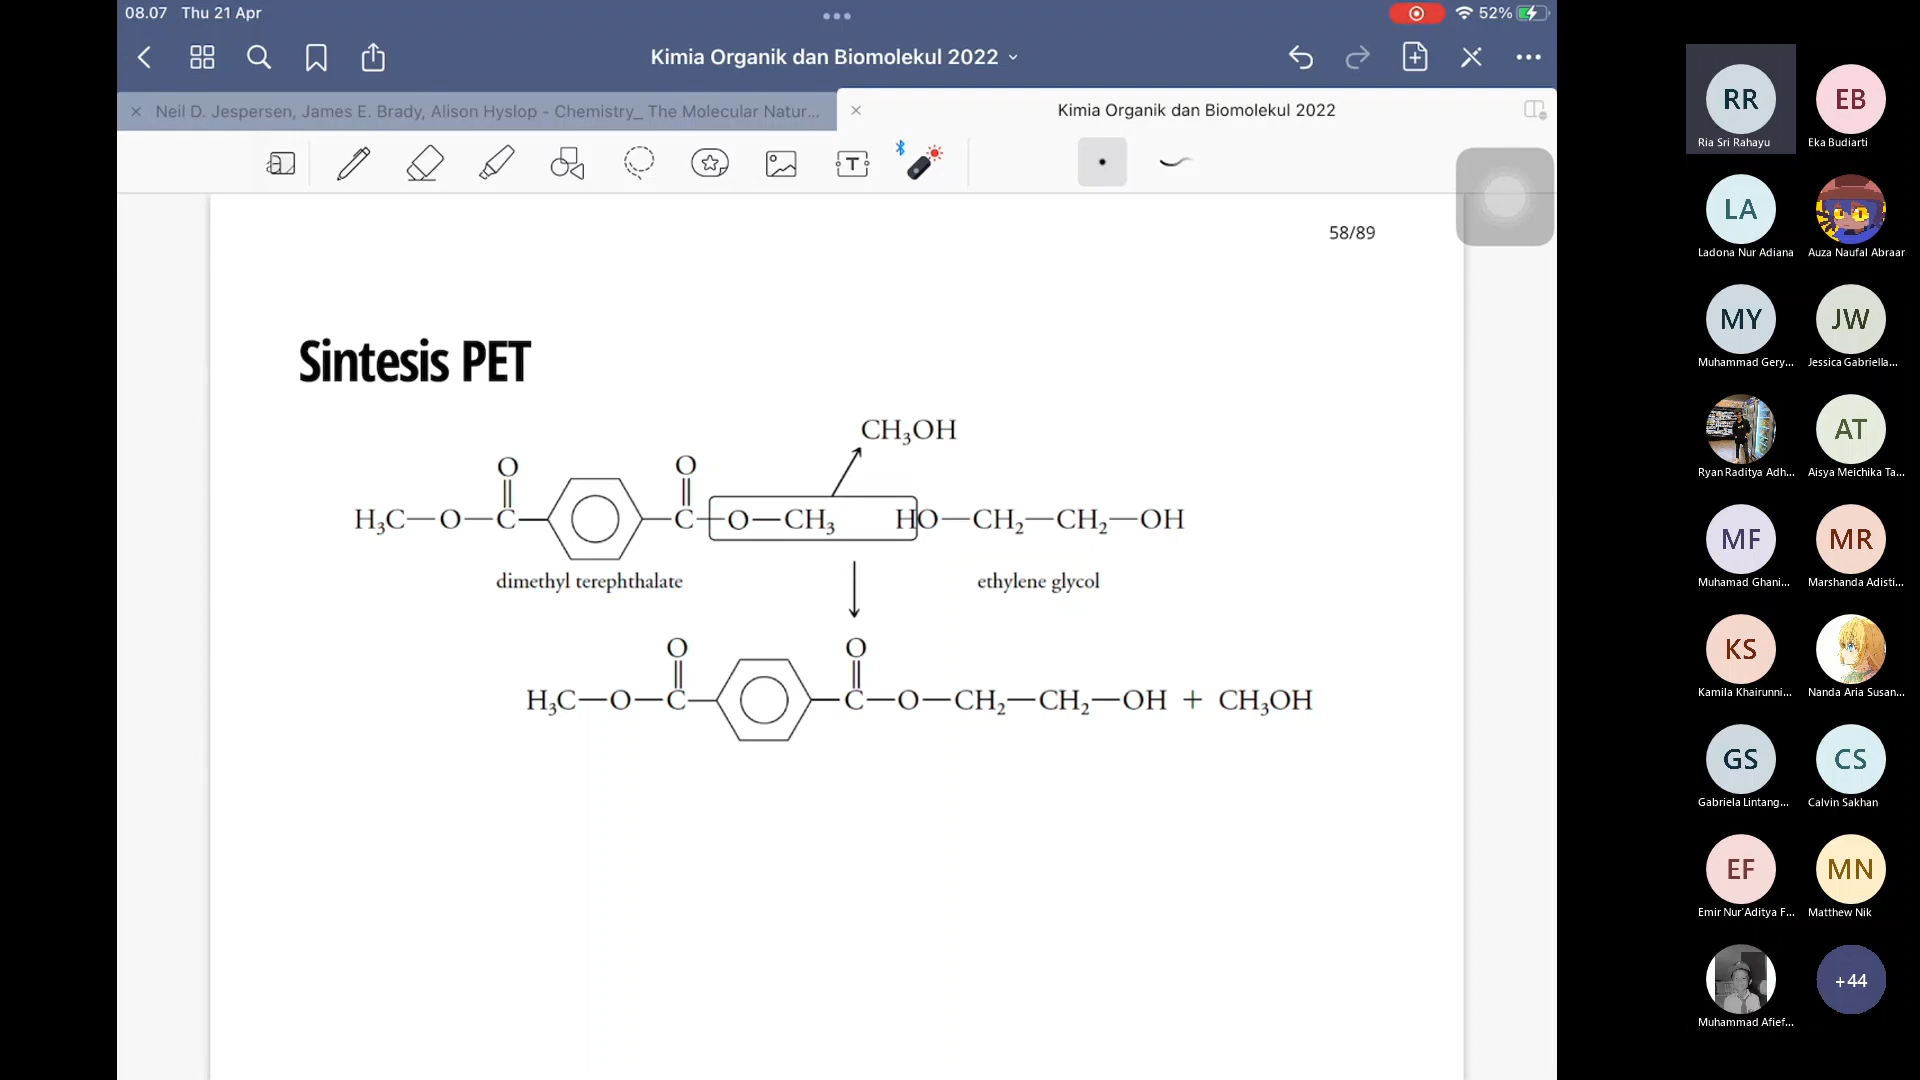 08.07 Thu 21 Apr
52%
Kimia Organik dan Biomolekul 2022
Neil D. Jespersen, James E. Brady, Alison Hyslop - Chemistry_ The Molecular Natur...
Kimia Organik dan Biomolekul 2022
T
58/89
Sintesis PET
CH₃OH
O O
H₃C—O—C C—O—CH₃ HO—CH₂—CH₂—OH
dimethyl terephthalate ethylene glycol
O O
H₃C—O—C C—O—CH₂—CH₂—OH + CH₃OH
RR EB
Ria Sri Rahayu Eka Budiarti
LA
Ladona Nur Adiana Auza Naufal Abraar
MY JW
Muhammad Gery... Jessica Gabriella...
AT
Ryan Raditya Adh... Aisya Meichika Ta...
MF MR
Muhamad Ghani... Marshanda Adisti...
KS
Kamila Khairunni... Nanda Aria Susan...
GS CS
Gabriela Lintang... Calvin Sakhan
EF MN
Emir Nur'Aditya F... Matthew Nik
+44
Muhammad Afief...